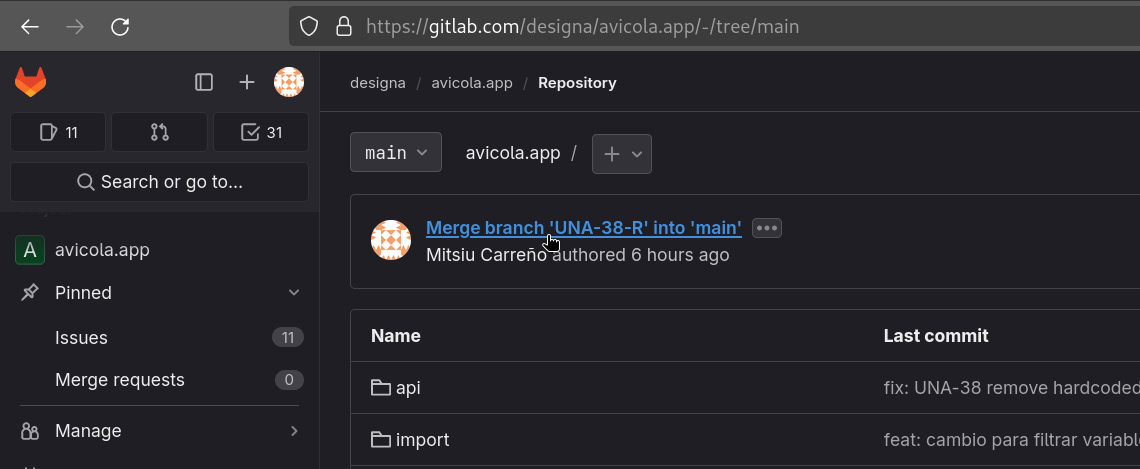 https://gitlab.com/designa/avicola.app/-/tree/main
designa / avicola.app / Repository
11
31
main
avicola.app /
Search or go to...
Merge branch 'UNA-38-R' into 'main'
Mitsiu Carreño authored 6 hours ago
A avicola.app
Pinned
Issues 11
Merge requests 0
Manage
Name Last commit
api fix: UNA-38 remove hardcoded
import feat: cambio para filtrar variabl